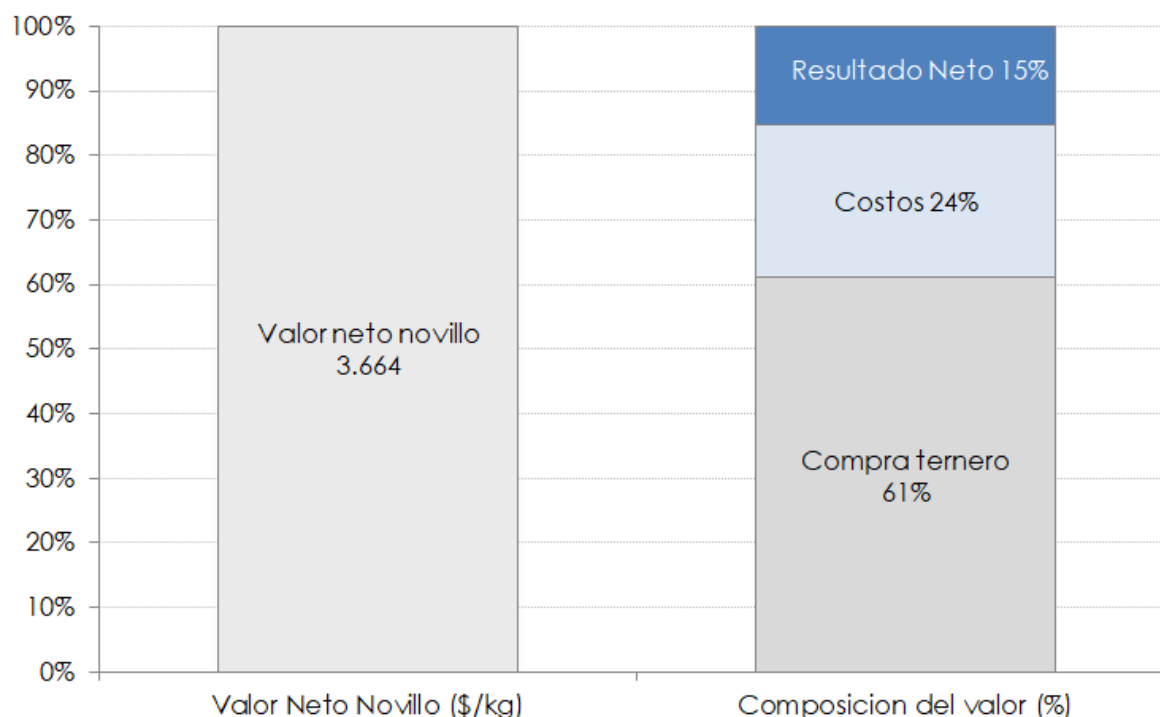 100%
90%
80%
70%
60%
50%
40%
30%
20%
10%
0%
Valor neto novillo
3.664
Resultado Neto 15%
Costos 24%
Compra ternero
61%
Valor Neto Novillo ($/kg)
Composicion del valor (%)